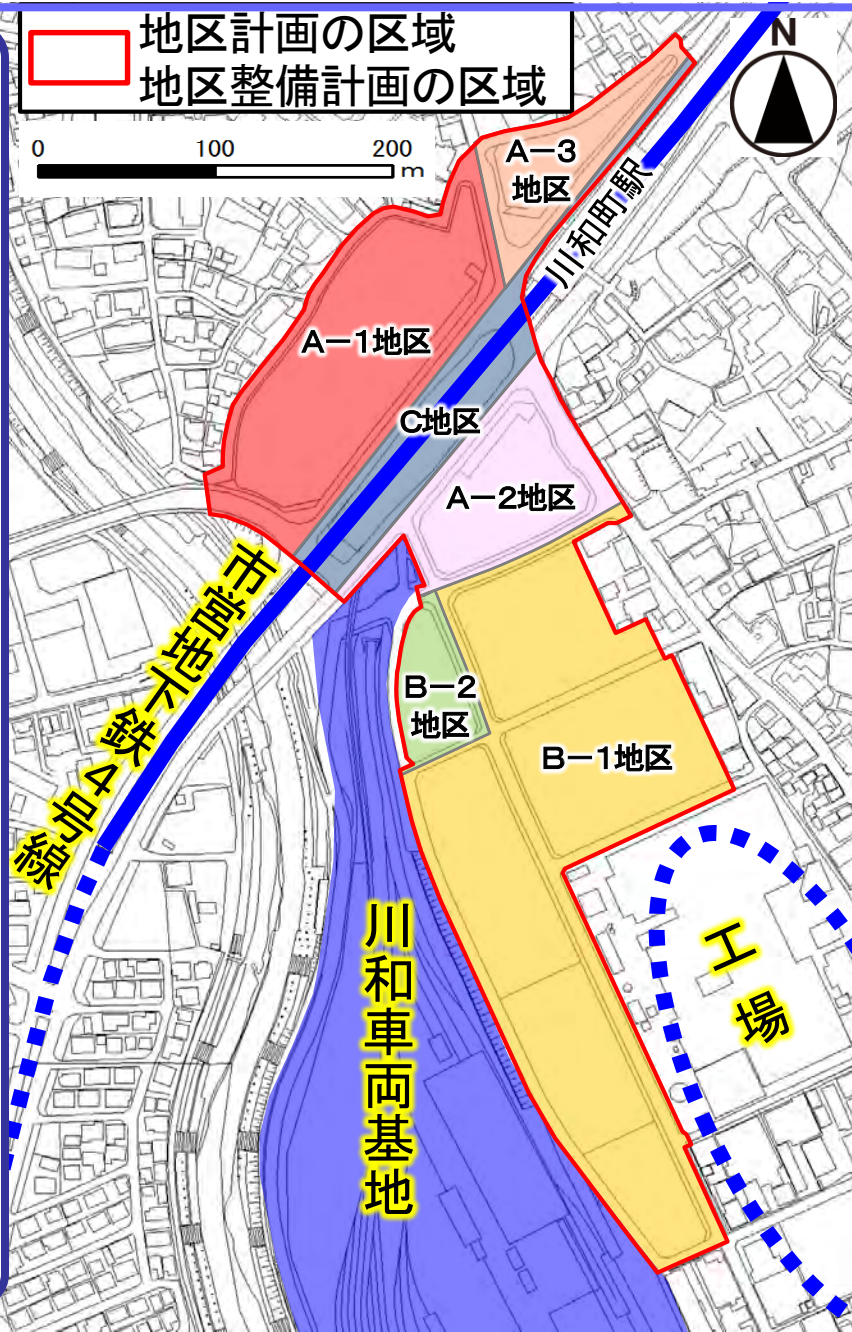 地区計画の区域
地区整備計画の区域
N
0 100 200 m
A-3
地区
川和町駅
A-1地区
C地区
A-2地区
市営地下鉄4号線
B-2
地区
B-1地区
川和車両基地
工場